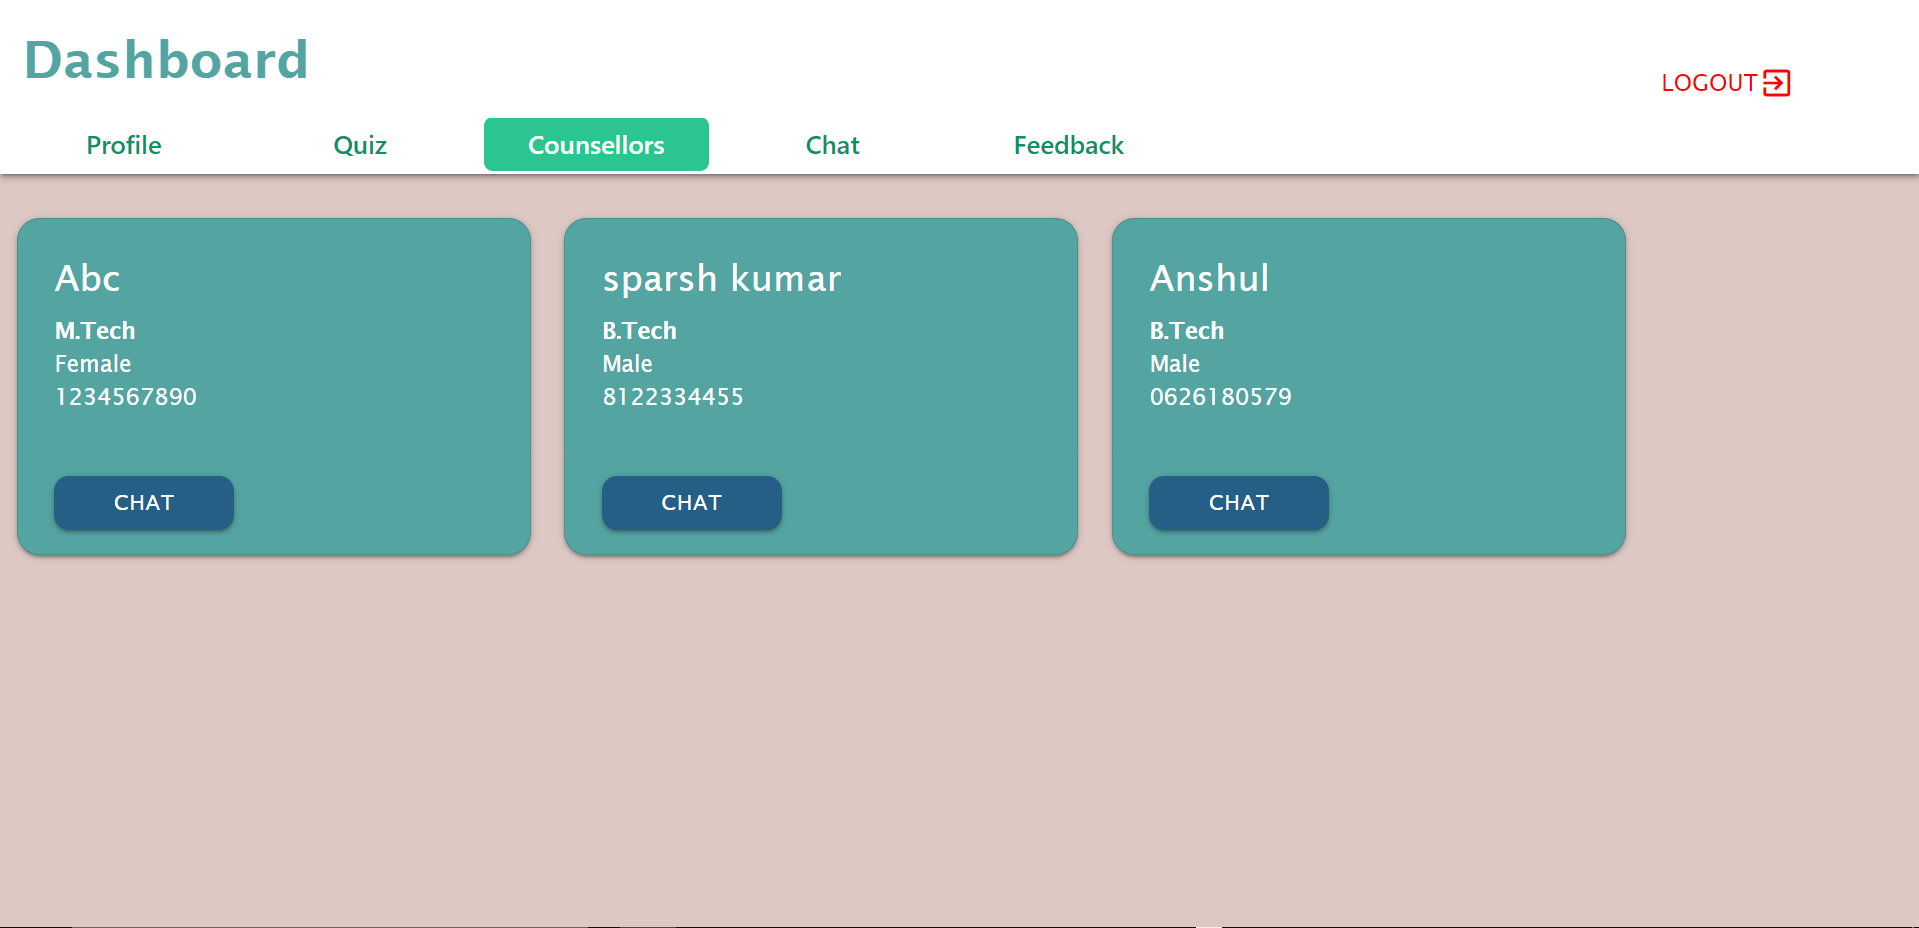 Dashboard
LOGOUT
Profile Quiz Counsellors Chat Feedback
Abc
M.Tech
Female
1234567890
CHAT
sparsh kumar
B.Tech
Male
8122334455
CHAT
Anshul
B.Tech
Male
0626180579
CHAT